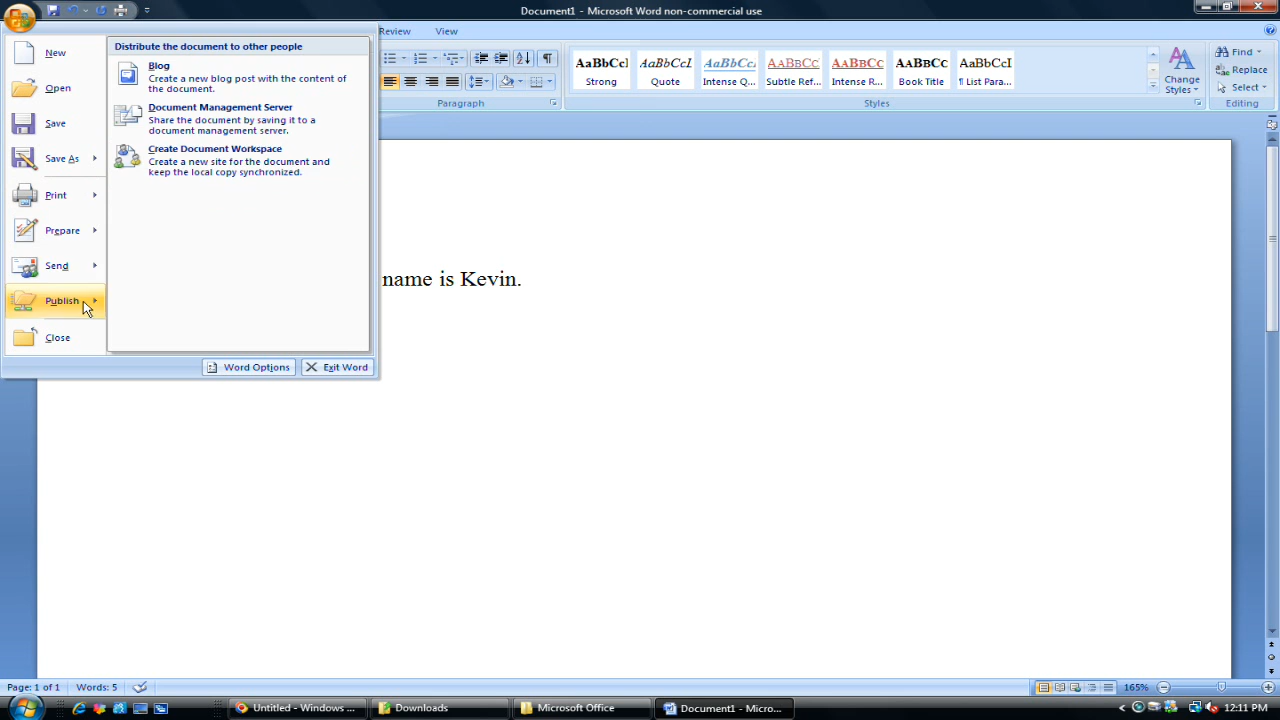 Document1 - Microsoft Word non-commercial use
Review View
New
Open
Save
Save As
Print
Prepare
Send
Publish
Close
Distribute the document to other people
Blog
Create a new blog post with the content of
the document.
Document Management Server
Share the document by saving it to a
document management server.
Create Document Workspace
Create a new site for the document and
keep the local copy synchronized.
Word Options Exit Word
Paragraph
AaBbCcI AaBbCcI AaBbCcI AABBCC AABBCC AABBCC AaBbCcI
Strong Quote Intense Q... Subtle Ref... Intense R... Book Title ¶ List Para...
Styles
Change
Styles
Find
Replace
Select
Editing
name is Kevin.
Page: 1 of 1 Words: 5 165%
Untitled - Windows ... Downloads Microsoft Office Document1 - Micro... 12:11 PM